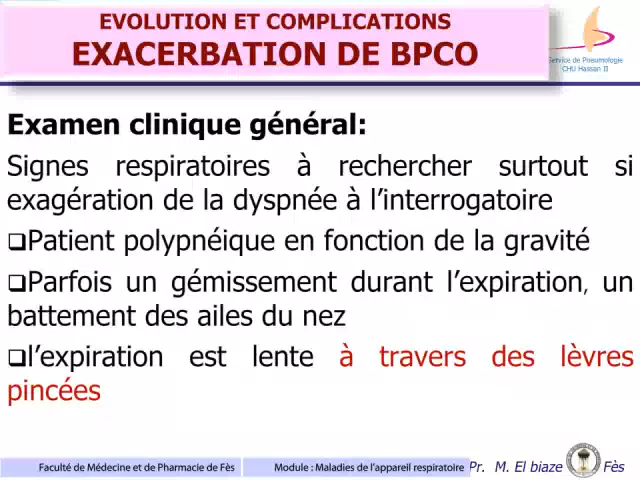 EVOLUTION ET COMPLICATIONS
EXACERBATION DE BPCO
Service de Pneumologie
CHU Hassan II
Examen clinique général:
Signes respiratoires à rechercher surtout si
exagération de la dyspnée à l'interrogatoire
❑Patient polypnéique en fonction de la gravité
❑Parfois un gémissement durant l'expiration, un
battement des ailes du nez
❑l'expiration est lente à travers des lèvres
pincées
Faculté de Médecine et de Pharmacie de Fès
Module : Maladies de l'appareil respiratoire
Pr. M. El biaze Fès